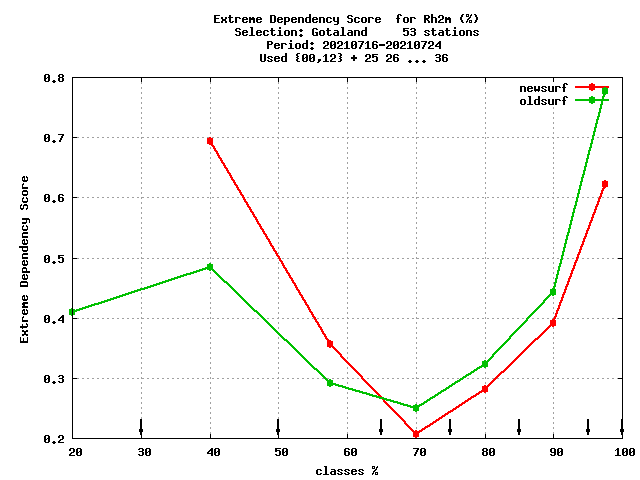 Extreme Dependency Score  for Rh2m (%)
Selection: Gotaland     53 stations
Period: 20210716-20210724
Used {00,12} + 25 26 ... 36
newsurf
oldsurf
Extreme Dependency Score
0.8
0.7
0.6
0.5
0.4
0.3
0.2
20 30 40 50 60 70 80 90 100
classes %